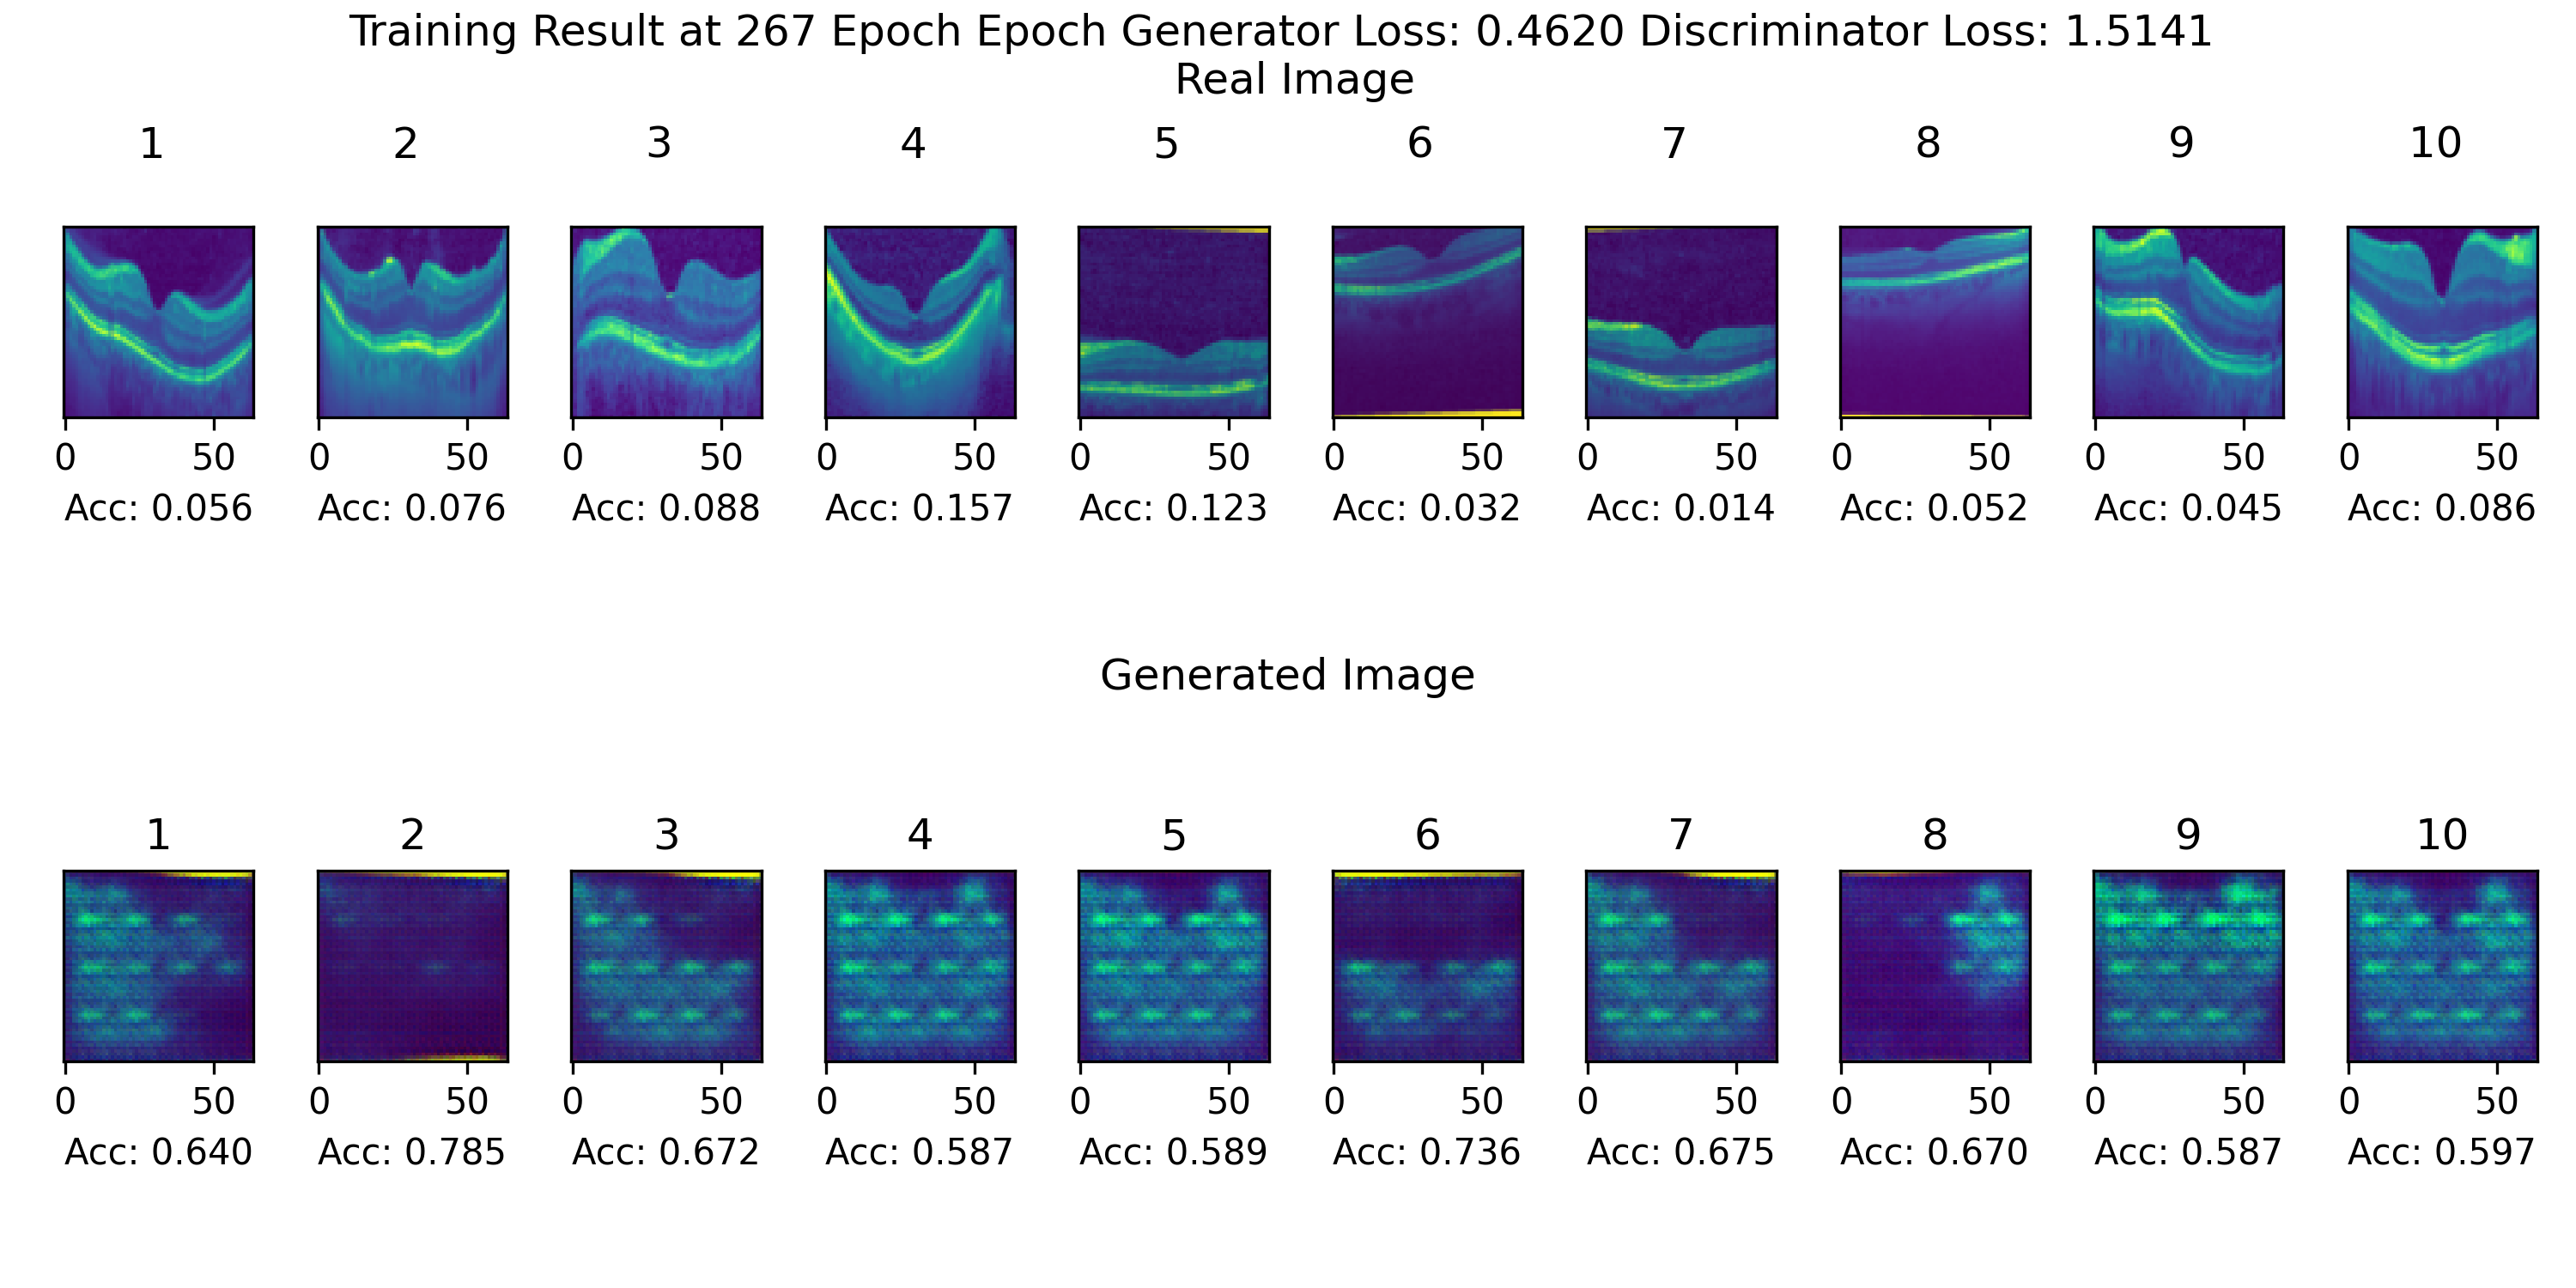 Training Result at 267 Epoch Epoch Generator Loss: 0.4620 Discriminator Loss: 1.5141
Real Image
1 2 3 4 5 6 7 8 9 10
0 50 0 50 0 50 0 50 0 50 0 50 0 50 0 50 0 50 0 50
Acc: 0.056 Acc: 0.076 Acc: 0.088 Acc: 0.157 Acc: 0.123 Acc: 0.032 Acc: 0.014 Acc: 0.052 Acc: 0.045 Acc: 0.086
Generated Image
1 2 3 4 5 6 7 8 9 10
0 50 0 50 0 50 0 50 0 50 0 50 0 50 0 50 0 50 0 50
Acc: 0.640 Acc: 0.785 Acc: 0.672 Acc: 0.587 Acc: 0.589 Acc: 0.736 Acc: 0.675 Acc: 0.670 Acc: 0.587 Acc: 0.597